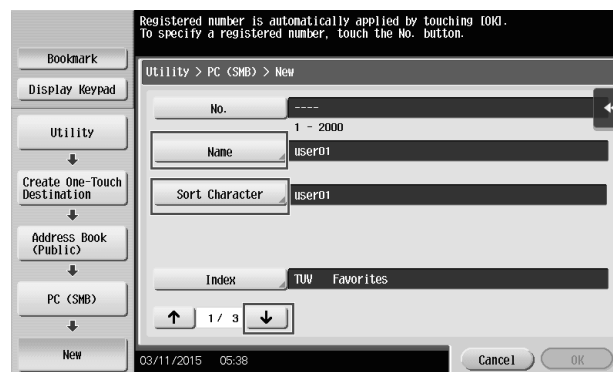 Registered number is automatically applied by touching [OK].
To specify a registered number, touch the No. button.
Bookmark
Display Keypad
Utility
Create One-Touch
Destination
Address Book
(Public)
PC (SMB)
New
Utility > PC (SMB) > New
No. ----
1 - 2000
Name user01
Sort Character user01
Index TUV Favorites
↑ 1/ 3 ↓
03/11/2015 05:38
Cancel OK